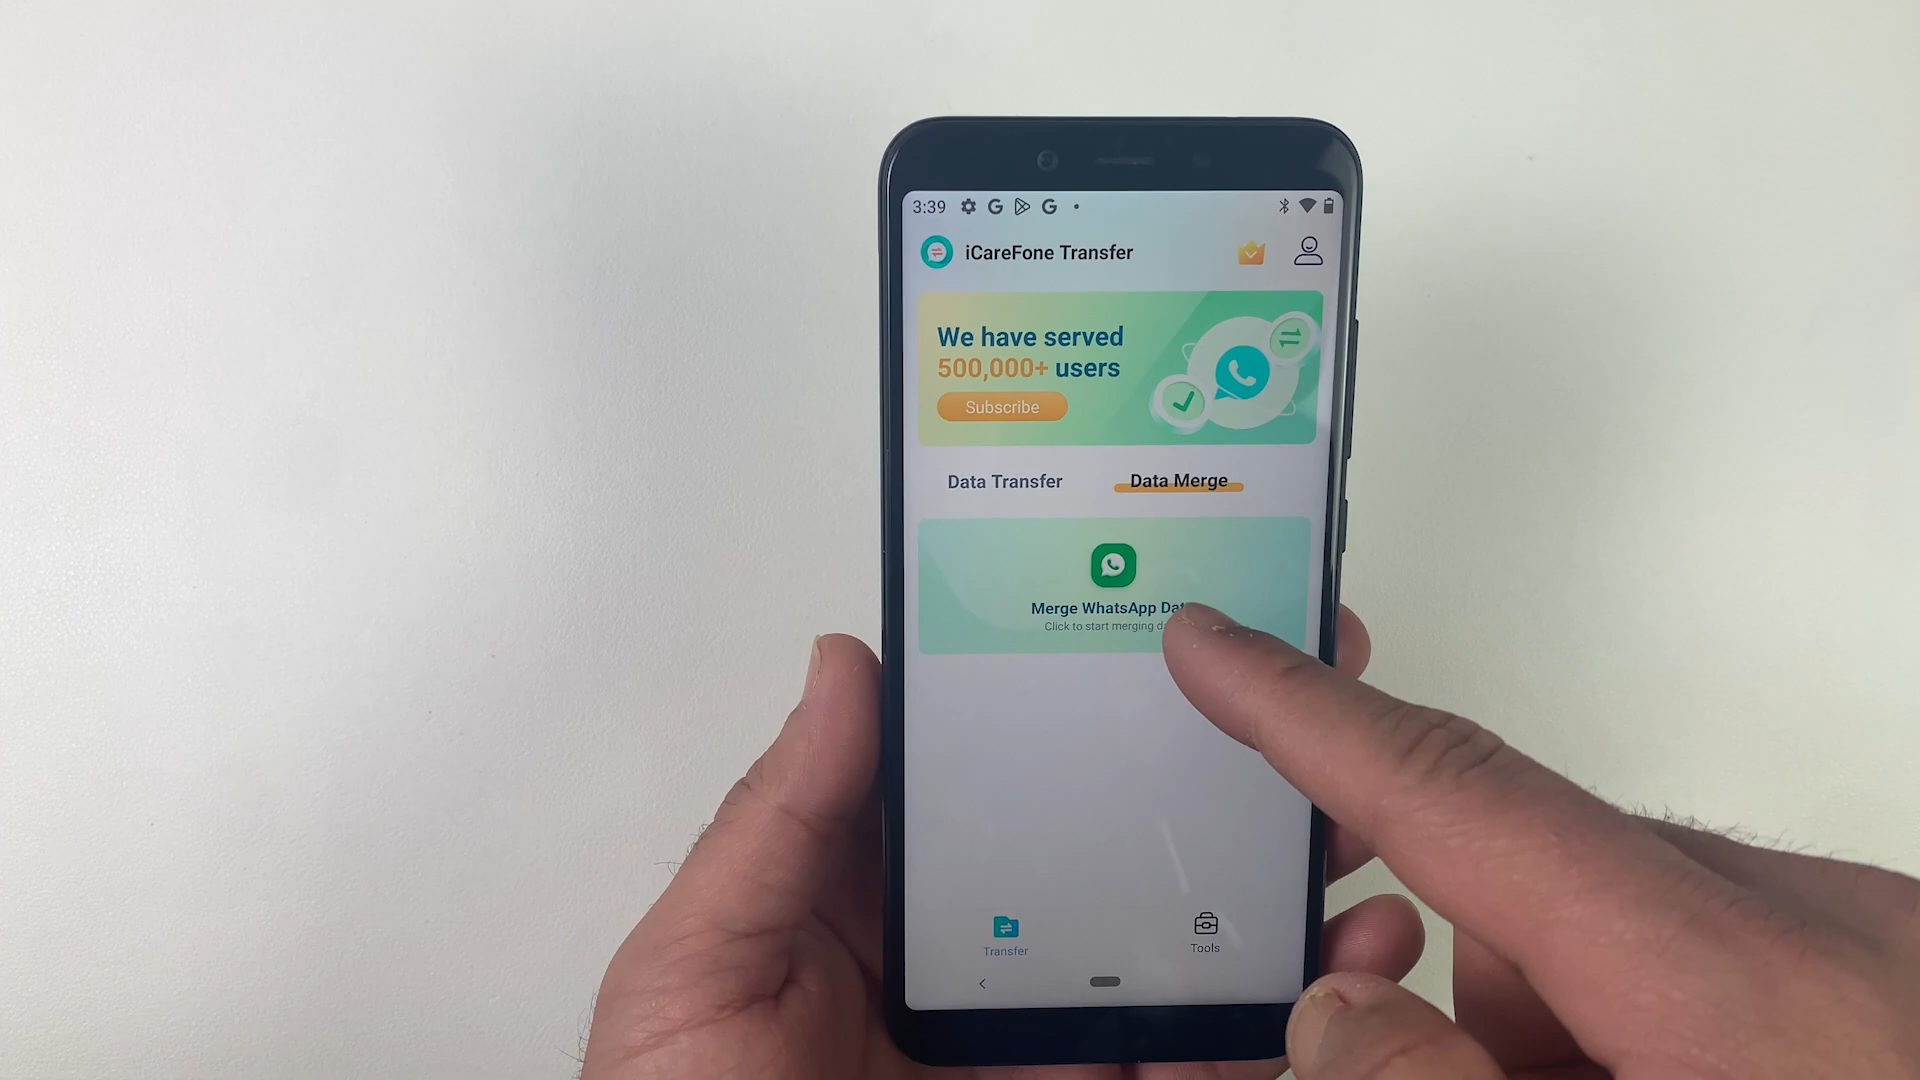 3:39
iCareFone Transfer
We have served
500,000+ users
Subscribe
Data Transfer
Data Merge
Merge WhatsApp
Click to start merging
Transfer
Tools